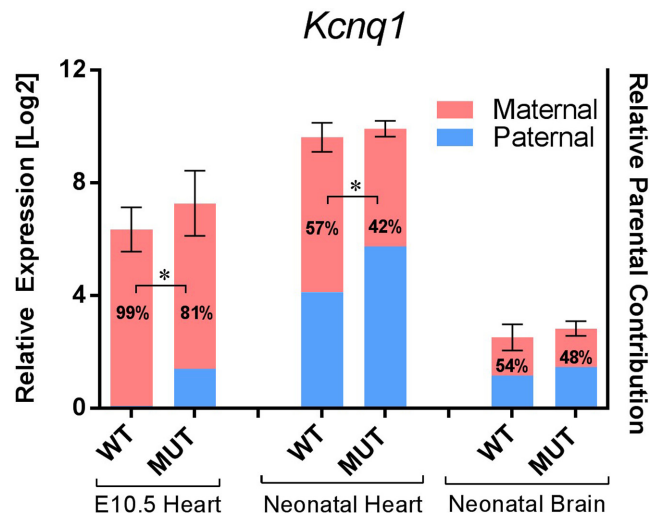 Kcnq1
Relative Expression [Log2]
12
8
4
0
Maternal
Paternal
Relative Parental Contribution
*
*
99%
81%
57%
42%
54%
48%
WT
MUT
WT
MUT
WT
MUT
E10.5 Heart
Neonatal Heart
Neonatal Brain